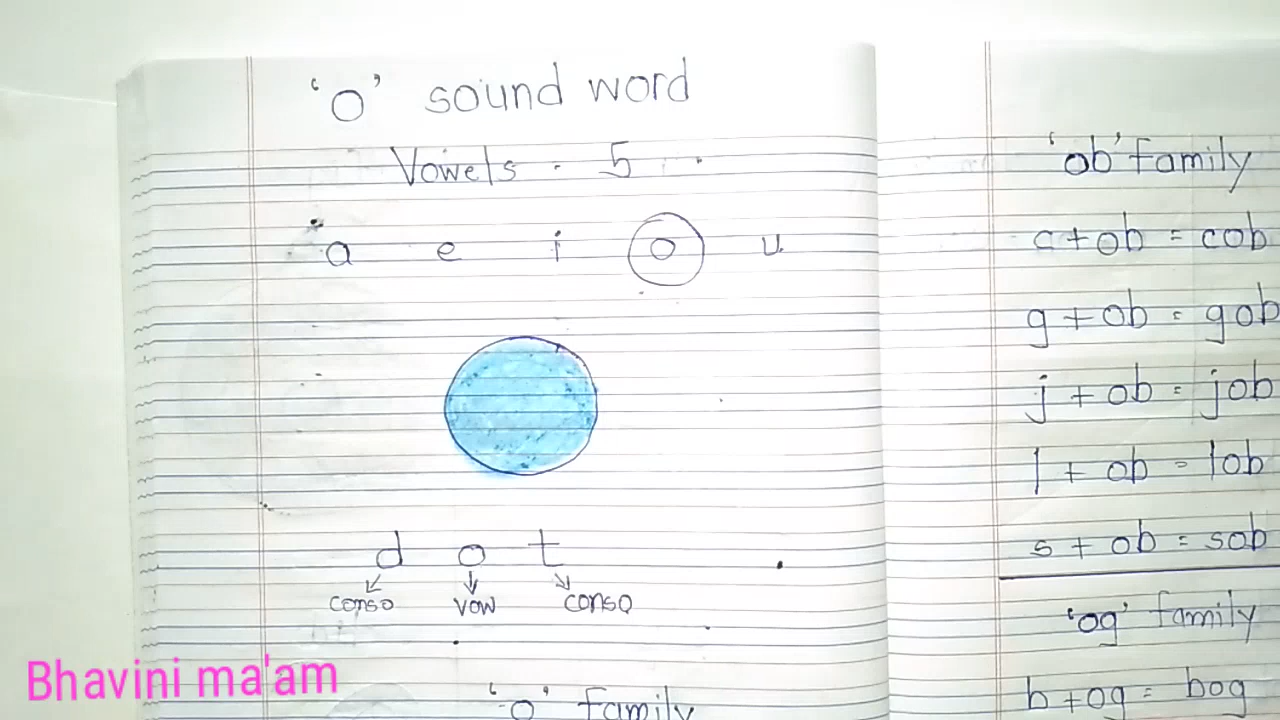 'o' sound word
Vowels - 5
a e i o u
d o t
conso vow conso
'o' family
'ob' family
c + ob = cob
g + ob = gob
j + ob = job
l + ob = lob
s + ob = sob
'og' family
b + og = bog
Bhavini ma'am